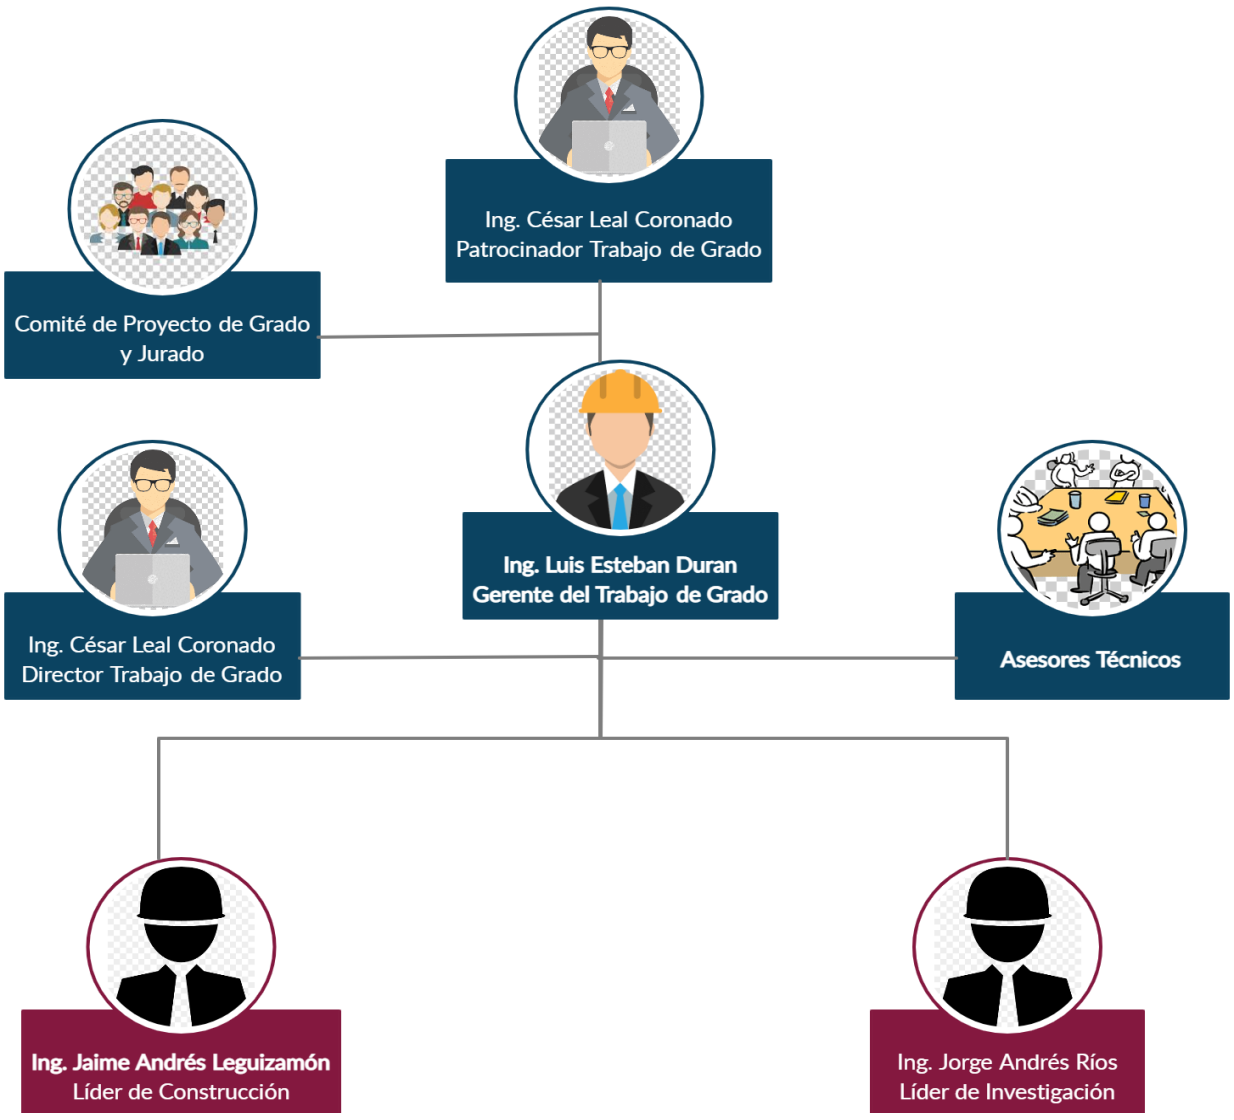 Ing. César Leal Coronado
Patrocinador Trabajo de Grado
Comité de Proyecto de Grado
y Jurado
Ing. Luis Esteban Duran
Gerente del Trabajo de Grado
Ing. César Leal Coronado
Director Trabajo de Grado
Asesores Técnicos
Ing. Jaime Andrés Leguizamón
Líder de Construcción
Ing. Jorge Andrés Ríos
Líder de Investigación